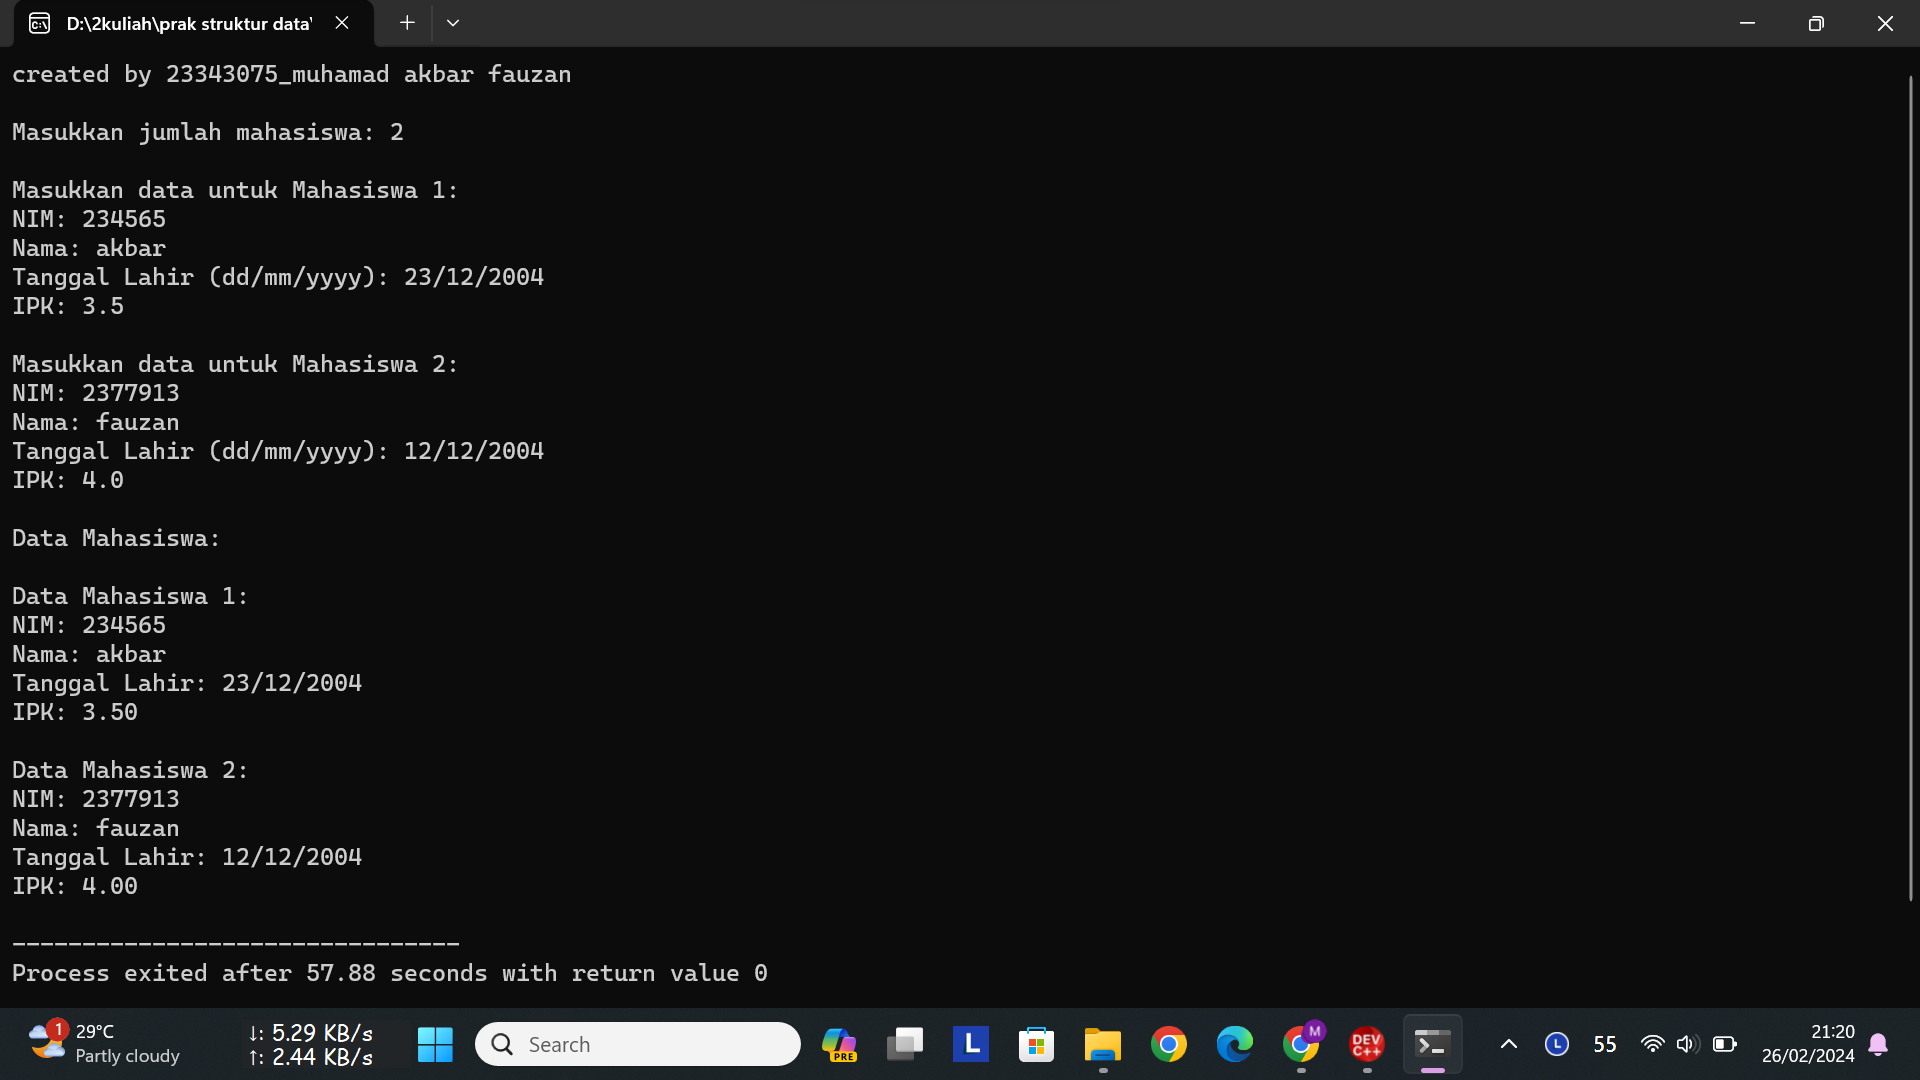 D:\2kuliah\prak struktur data\
created by 23343075_muhamad akbar fauzan
Masukkan jumlah mahasiswa: 2
Masukkan data untuk Mahasiswa 1:
NIM: 234565
Nama: akbar
Tanggal Lahir (dd/mm/yyyy): 23/12/2004
IPK: 3.5
Masukkan data untuk Mahasiswa 2:
NIM: 2377913
Nama: fauzan
Tanggal Lahir (dd/mm/yyyy): 12/12/2004
IPK: 4.0
Data Mahasiswa:
Data Mahasiswa 1:
NIM: 234565
Nama: akbar
Tanggal Lahir: 23/12/2004
IPK: 3.50
Data Mahasiswa 2:
NIM: 2377913
Nama: fauzan
Tanggal Lahir: 12/12/2004
IPK: 4.00
--------------------------------
Process exited after 57.88 seconds with return value 0
1
29°C
Partly cloudy
↓: 5.29 KB/s
↑: 2.44 KB/s
Search
PRE
L
M
DEV
C++
L
55
21:20
26/02/2024